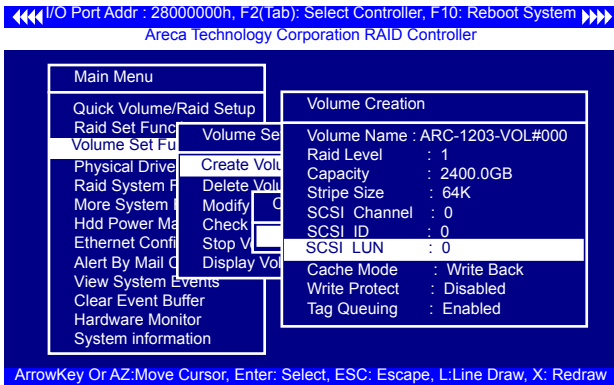 I/O Port Addr : 28000000h, F2(Tab): Select Controller, F10: Reboot System
Areca Technology Corporation RAID Controller
Main Menu
Quick Volume/Raid Setup
Raid Set Func
Volume Set Fu
Physical Drive
Raid System F
More System
Hdd Power Ma
Ethernet Confi
Alert By Mail C
View System Events
Clear Event Buffer
Hardware Monitor
System information
Volume Se
Create Volu
Delete Volu
Modify
Check
Stop V
Display Vol
C
Volume Creation
Volume Name : ARC-1203-VOL#000
Raid Level : 1
Capacity : 2400.0GB
Stripe Size : 64K
SCSI Channel : 0
SCSI ID : 0
SCSI LUN : 0
Cache Mode : Write Back
Write Protect : Disabled
Tag Queuing : Enabled
ArrowKey Or AZ:Move Cursor, Enter: Select, ESC: Escape, L:Line Draw, X: Redraw